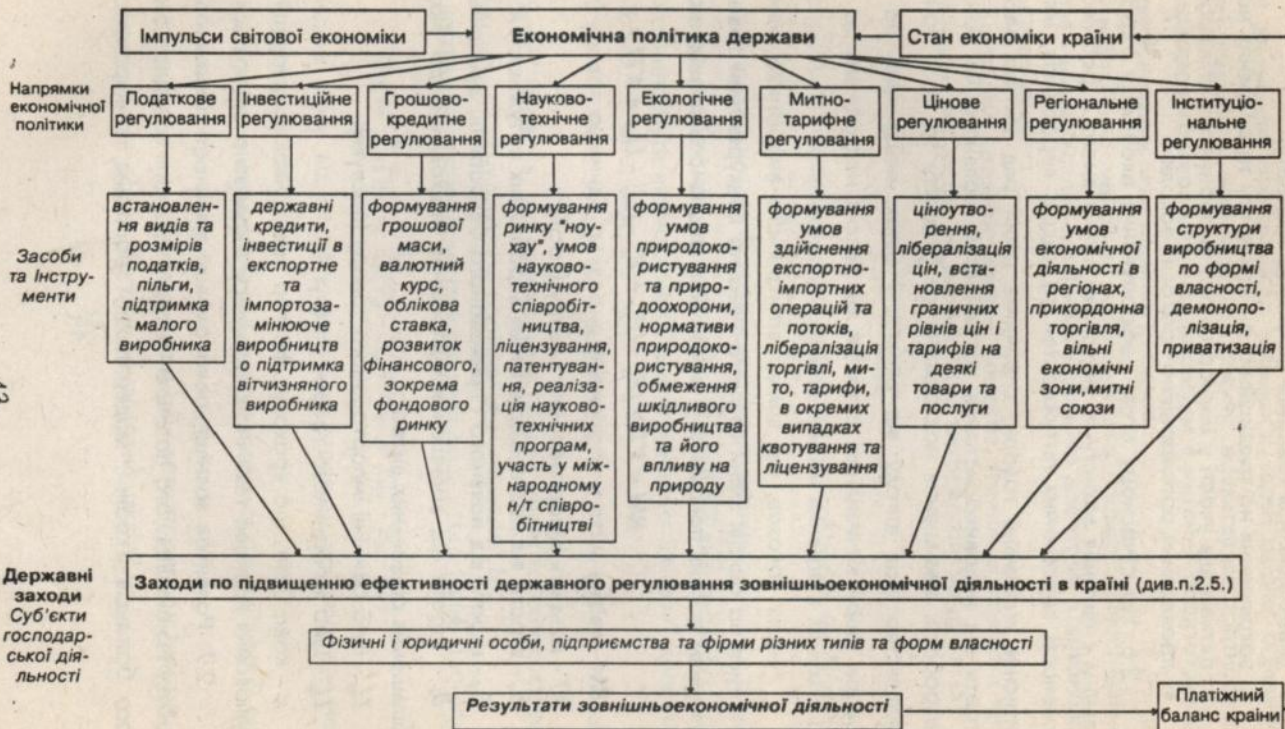 Імпульси світової економіки
Економічна політика держави
Стан економіки країни
Напрямки
економічної
політики
Податкове
регулювання
Інвестиційне
регулювання
Грошово-
кредитне
регулювання
Науково-
технічне
регулювання
Екологічне
регулювання
Митно-
тарифне
регулювання
Цінове
регулювання
Регіональне
регулювання
Інституціо-
нальне
регулювання
Засоби
та Інстру-
менти
встановлен-
ня видів та
розмірів
податків,
пільги,
підтримка
малого
виробника
державні
кредити,
інвестиції в
експортне
та
імпортоза-
мінююче
виробництв
о підтримка
вітчизняного
виробника
формування
грошової
маси,
валютний
курс,
облікова
ставка,
розвиток
фінансового,
зокрема
фондового
ринку
формування
ринку "ноу-
хау", умов
науково-
технічного
співробіт-
ництва,
ліцензування,
патентуван-
ня, реаліза-
ція науково-
технічних
програм,
участь у між-
народному
н/т співро-
бітництві
формування
умов
природоко-
ристування
та приро-
доохорони,
нормативи
природоко-
ристування,
обмеження
шкідливого
виробництва
та його
впливу на
природу
формування
умов
здійснення
експортно-
імпортних
операцій та
потоків,
лібералізація
торгівлі, ми-
то, тарифи,
в окремих
випадках
квотування та
ліцензування
ціноутво-
рення,
лібералізація
цін, вста-
новлення
граничних
рівнів цін і
тарифів на
деякі
товари та
послуги
формування
умов
економічної
діяльності в
регіонах,
прикордонна
торгівля,
вільні
економічні
зони,митні
союзи
формування
структури
виробництва
по формі
власності,
демонопо-
лізація,
приватизація
42
Державні
заходи
Суб'єкти
господар-
ської дія-
льності
Заходи по підвищенню ефективності державного регулювання зовнішньоекономічної діяльності в країні (див.п.2.5.)
Фізичні і юридичні особи, підприємства та фірми різних типів та форм власності
Результати зовнішньоекономічної діяльності
Платіжний
баланс країни